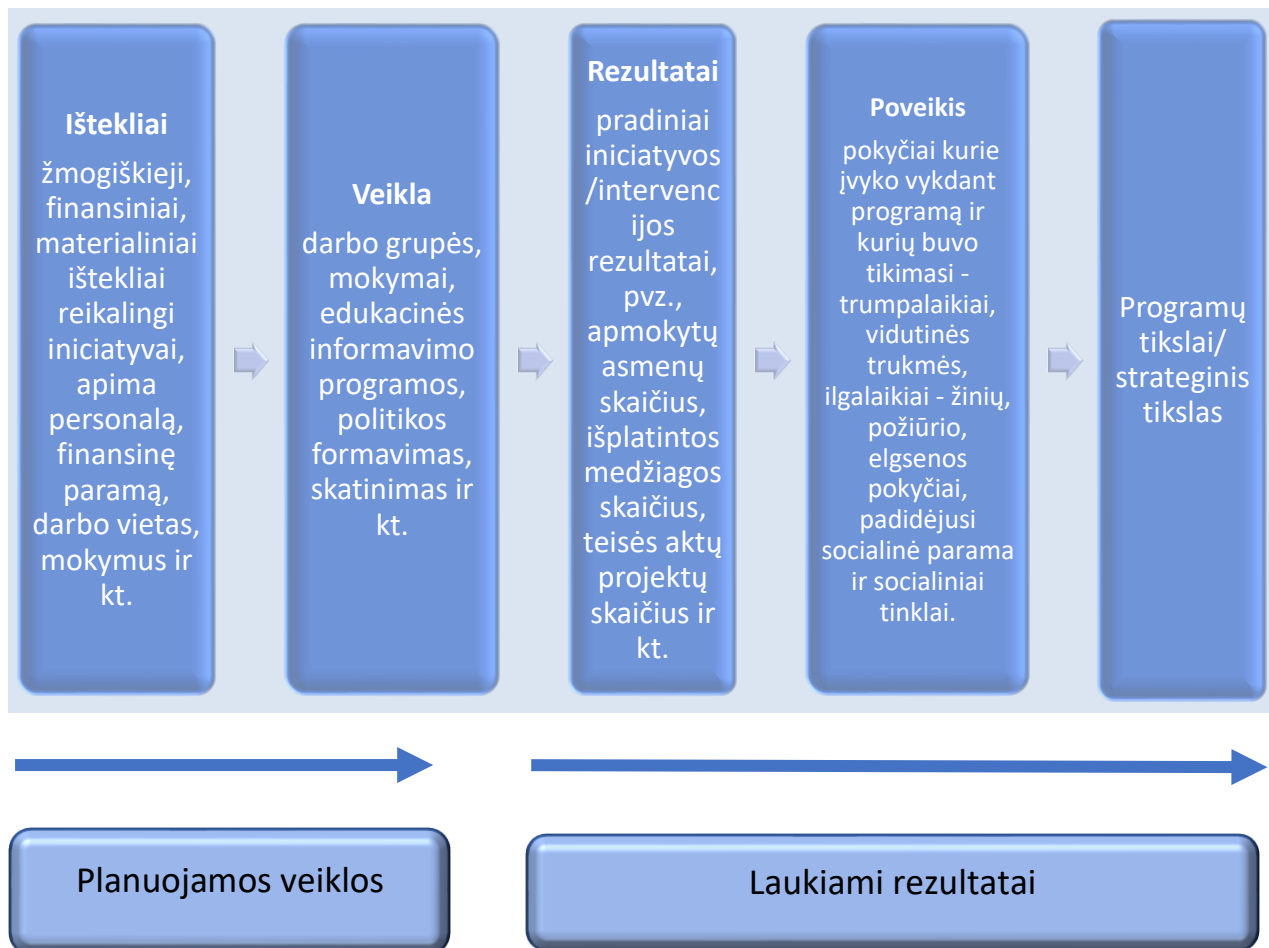 Ištekliai
žmogiškieji,
finansiniai,
materialiniai
ištekliai
reikalingi
iniciatyvai,
apima
personalą,
finansinę
paramą,
darbo vietas,
mokymus ir
kt.
Veikla
darbo grupės,
mokymai,
edukacinės
informavimo
programos,
politikos
formavimas,
skatinimas ir
kt.
Rezultatai
pradiniai
iniciatyvos
/intervenc
ijos
rezultatai,
pvz.,
apmokytų
asmenų
skaičius,
išplatintos
medžiagos
skaičius,
teisės aktų
projektų
skaičius ir
kt.
Poveikis
pokyčiai kurie
įvyko vykdant
programą ir
kurių buvo
tikimasi -
trumpalaikiai,
vidutinės
trukmės,
ilgalaikiai - žinių,
požiūrio,
elgsenos
pokyčiai,
padidėjusi
socialinė parama
ir socialiniai
tinklai.
Programų
tikslai/
strateginis
tikslas
Planuojamos veiklos
Laukiami rezultatai